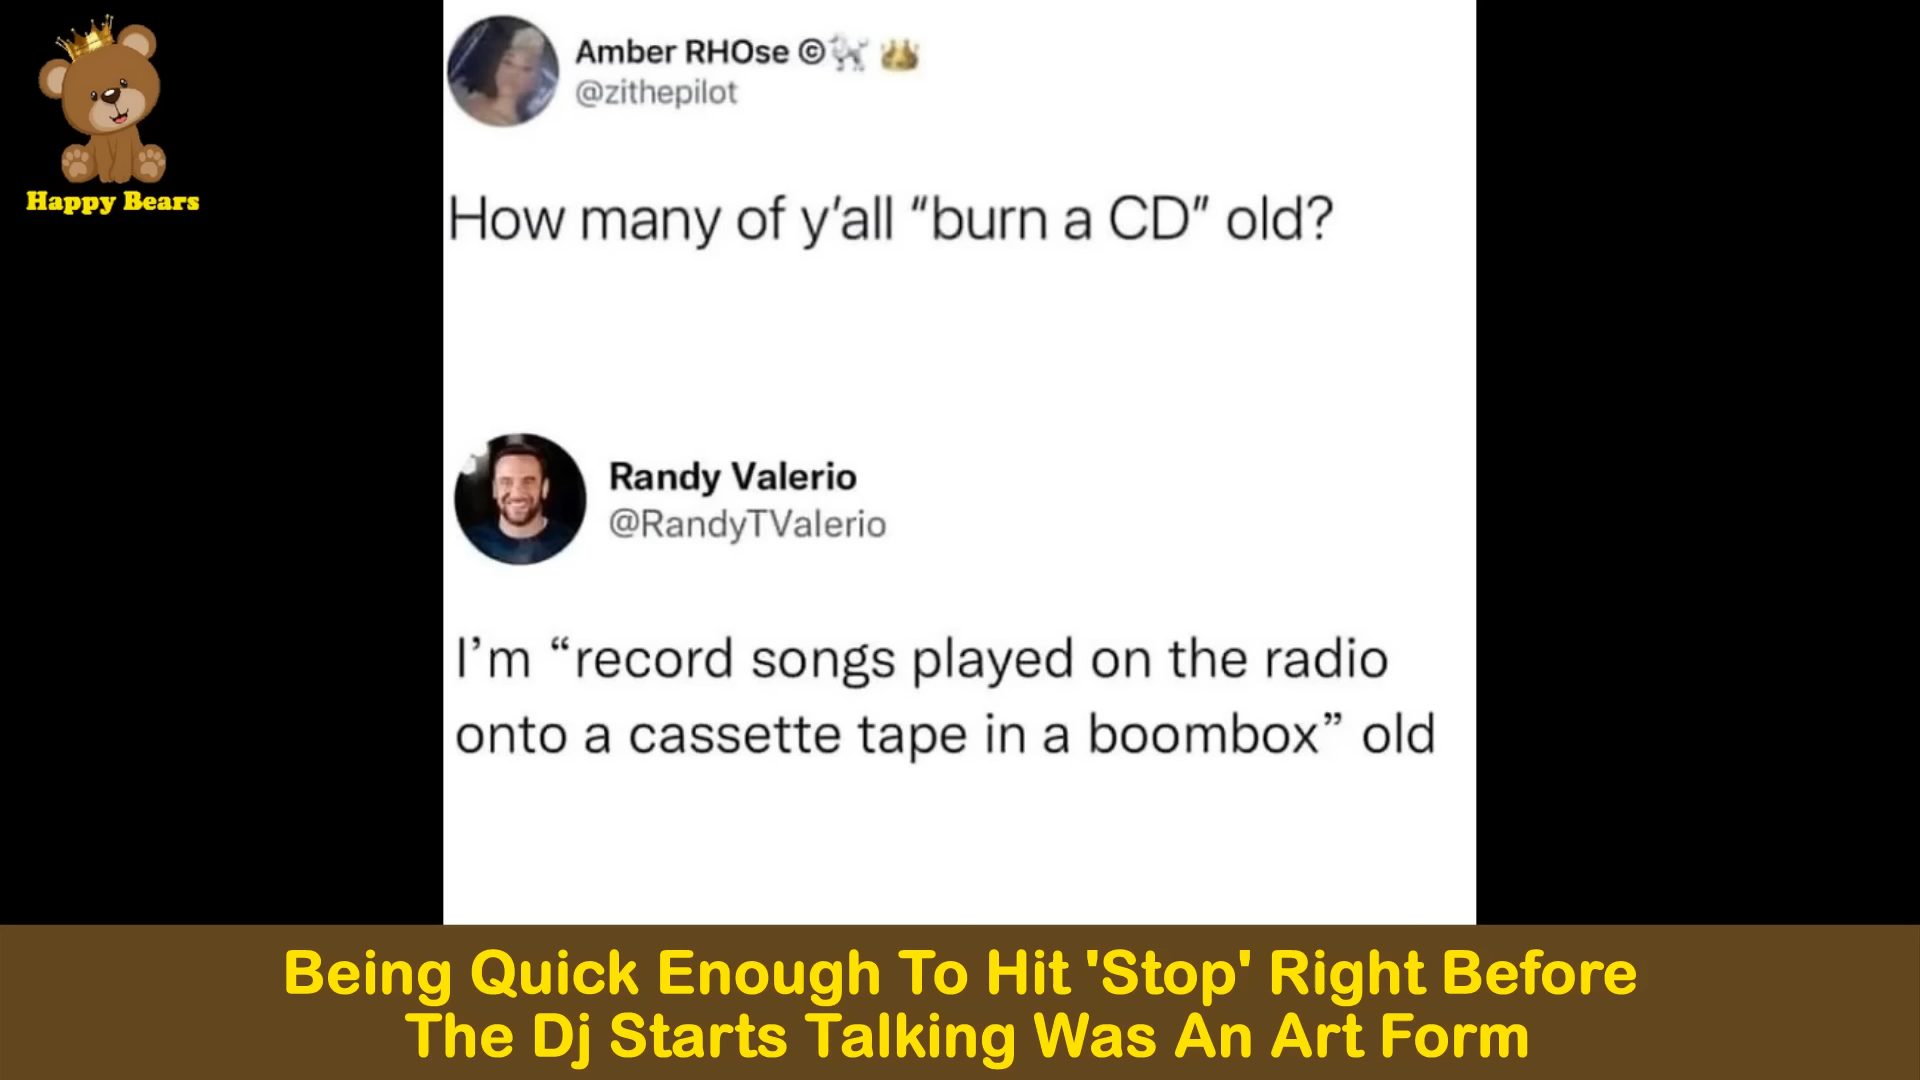 Happy Bears
Amber RHOse ©🐩 👑
@zithepilot
How many of y’all “burn a CD” old?
Randy Valerio
@RandyTValerio
I’m “record songs played on the radio
onto a cassette tape in a boombox” old
Being Quick Enough To Hit 'Stop' Right Before
The Dj Starts Talking Was An Art Form